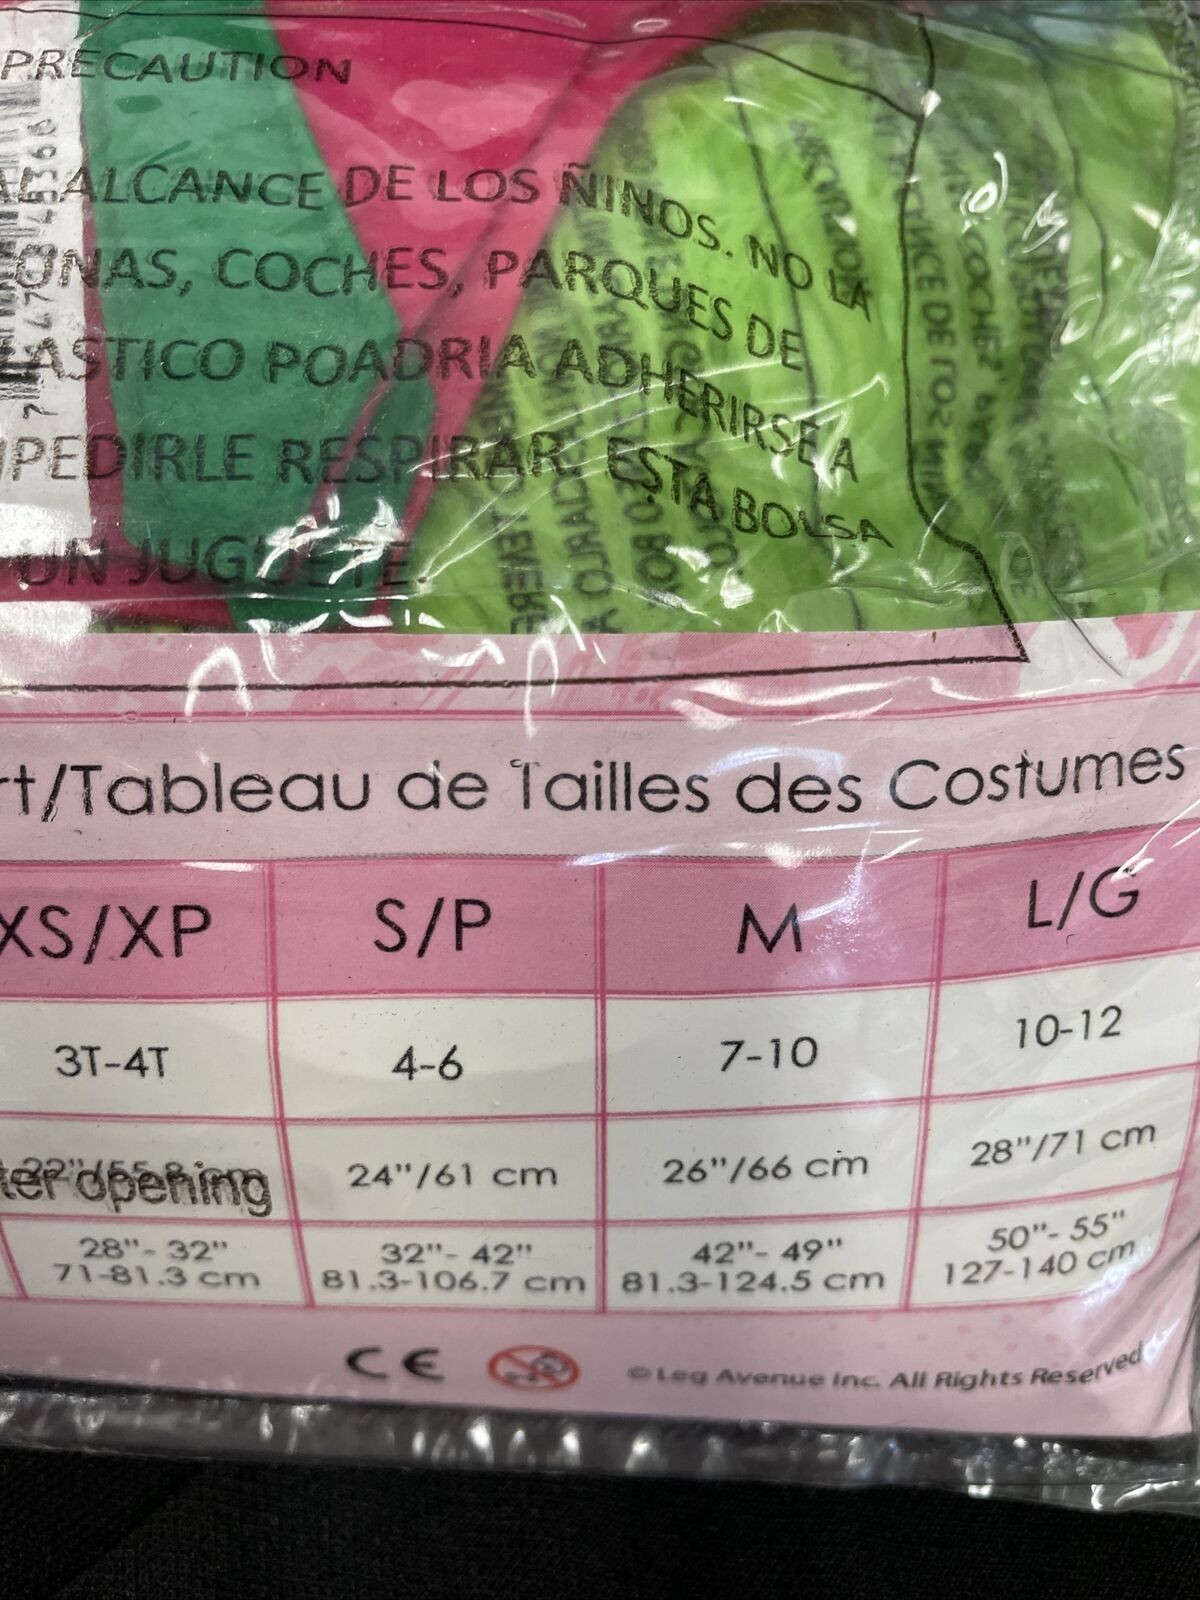 PRECAUTION
ALCANCE DE LOS ÑINOS. NO LA
ONAS, COCHES, PARQUES DE
ASTICO POADRIA ADHERIRSE A
PEDIRLE RESPIRAR. ESTA BOLSA
UN JUGUETE.
rt/Tableau de Tailles des Costumes
XS/XP S/P M L/G
3T-4T 4-6 7-10 10-12
ter opening 24"/61 cm 26"/66 cm 28"/71 cm
28"- 32" 32"- 42" 42"- 49" 50"- 55"
71-81.3 cm 81.3-106.7 cm 81.3-124.5 cm 127-140 cm
CE © Leg Avenue Inc. All Rights Reserved